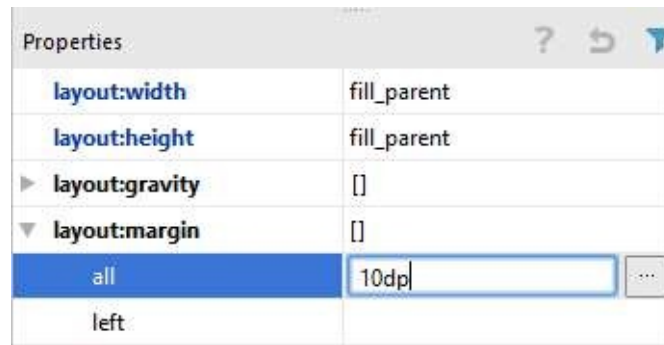 Properties ?
layout:width fill_parent
layout:height fill_parent
layout:gravity []
layout:margin []
all 10dp ...
left